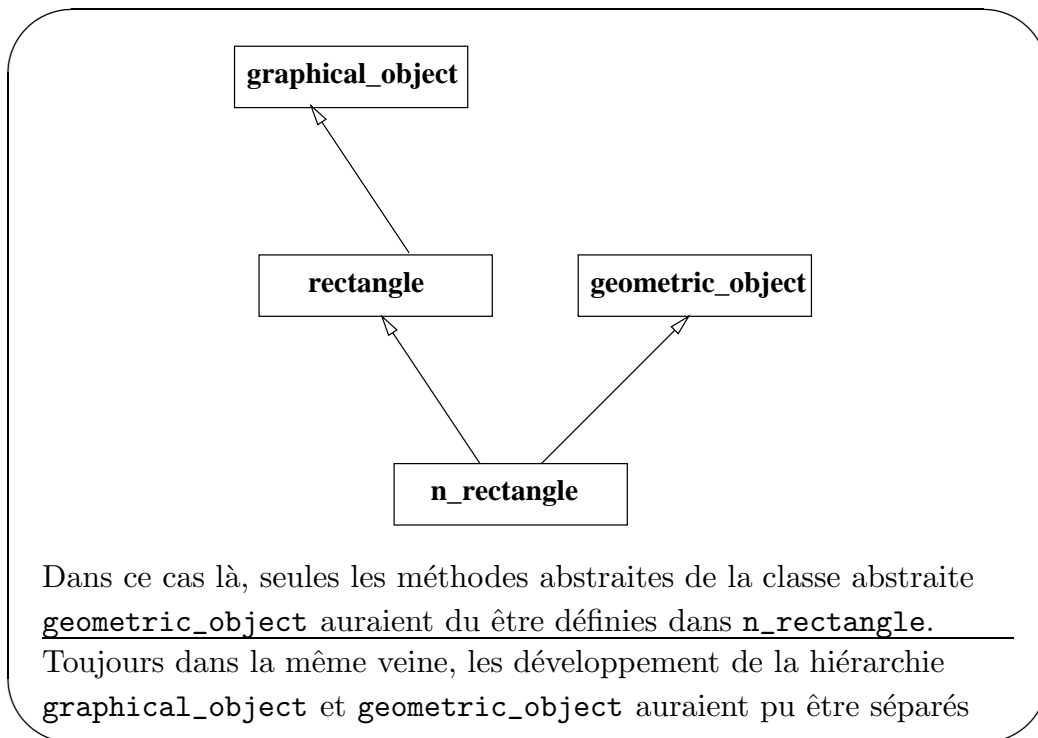 graphical_object
rectangle
geometric_object
n_rectangle
Dans ce cas là, seules les méthodes abstraites de la classe abstraite
geometric_object auraient du être définies dans n_rectangle.
Toujours dans la même veine, les développement de la hiérarchie
graphical_object et geometric_object auraient pu être séparés